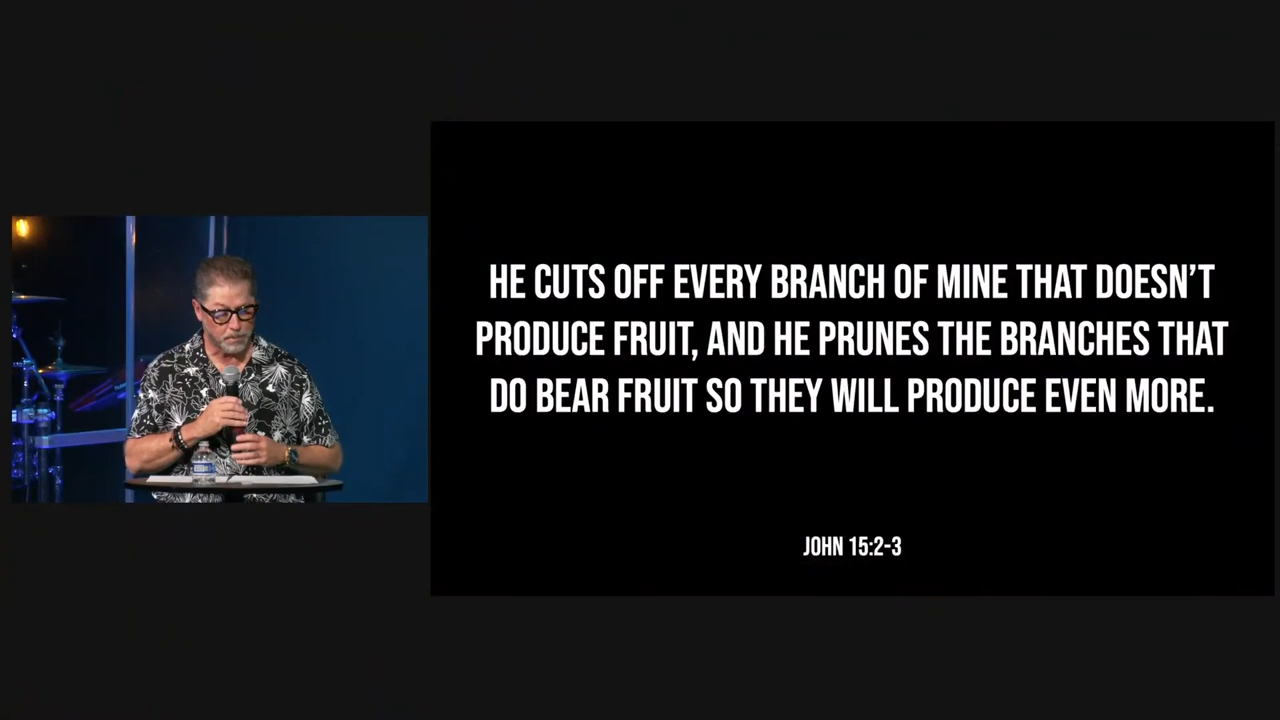 HE CUTS OFF EVERY BRANCH OF MINE THAT DOESN’T
PRODUCE FRUIT, AND HE PRUNES THE BRANCHES THAT
DO BEAR FRUIT SO THEY WILL PRODUCE EVEN MORE.
JOHN 15:2-3